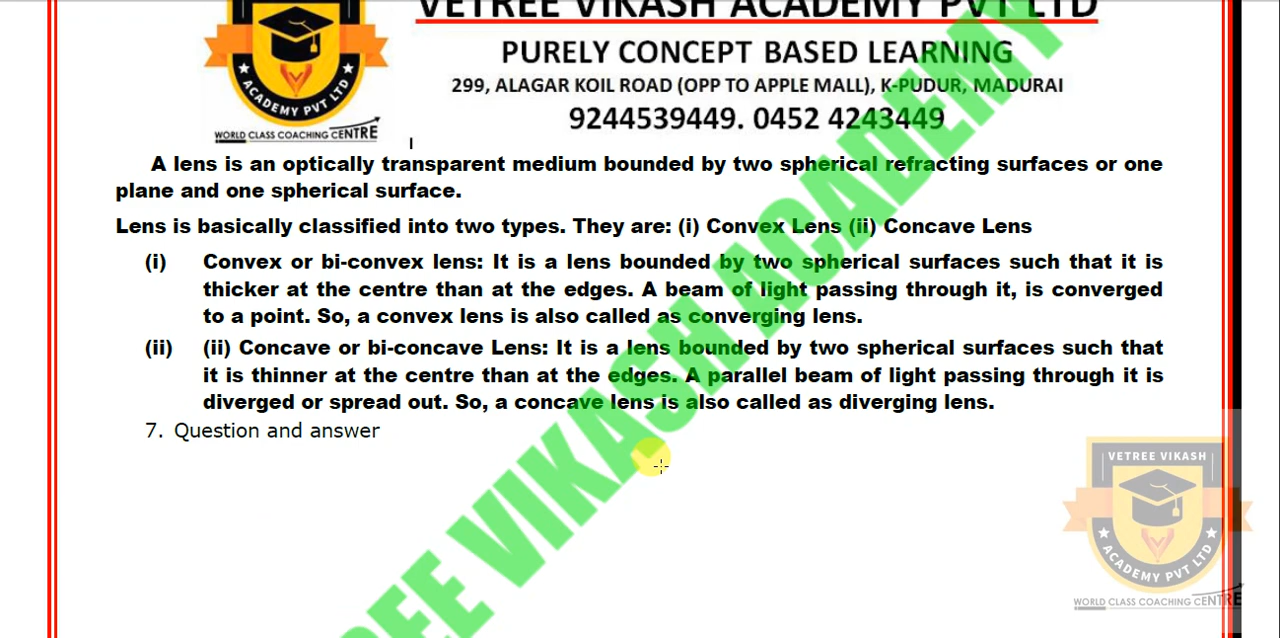 VETREE VIKASH ACADEMY PVT LTD
PURELY CONCEPT BASED LEARNING
299, ALAGAR KOIL ROAD (OPP TO APPLE MALL), K-PUDUR, MADURAI
9244539449. 0452 4243449
ACADEMY PVT LTD
WORLD CLASS COACHING CENTRE
A lens is an optically transparent medium bounded by two spherical refracting surfaces or one
plane and one spherical surface.
Lens is basically classified into two types. They are: (i) Convex Lens (ii) Concave Lens
(i) Convex or bi-convex lens: It is a lens bounded by two spherical surfaces such that it is
thicker at the centre than at the edges. A beam of light passing through it, is converged
to a point. So, a convex lens is also called as converging lens.
(ii) (ii) Concave or bi-concave Lens: It is a lens bounded by two spherical surfaces such that
it is thinner at the centre than at the edges. A parallel beam of light passing through it is
diverged or spread out. So, a concave lens is also called as diverging lens.
7. Question and answer
REE VIKASH ACADEMY
VETREE VIKASH
ACADEMY PVT LTD
WORLD CLASS COACHING CENTRE